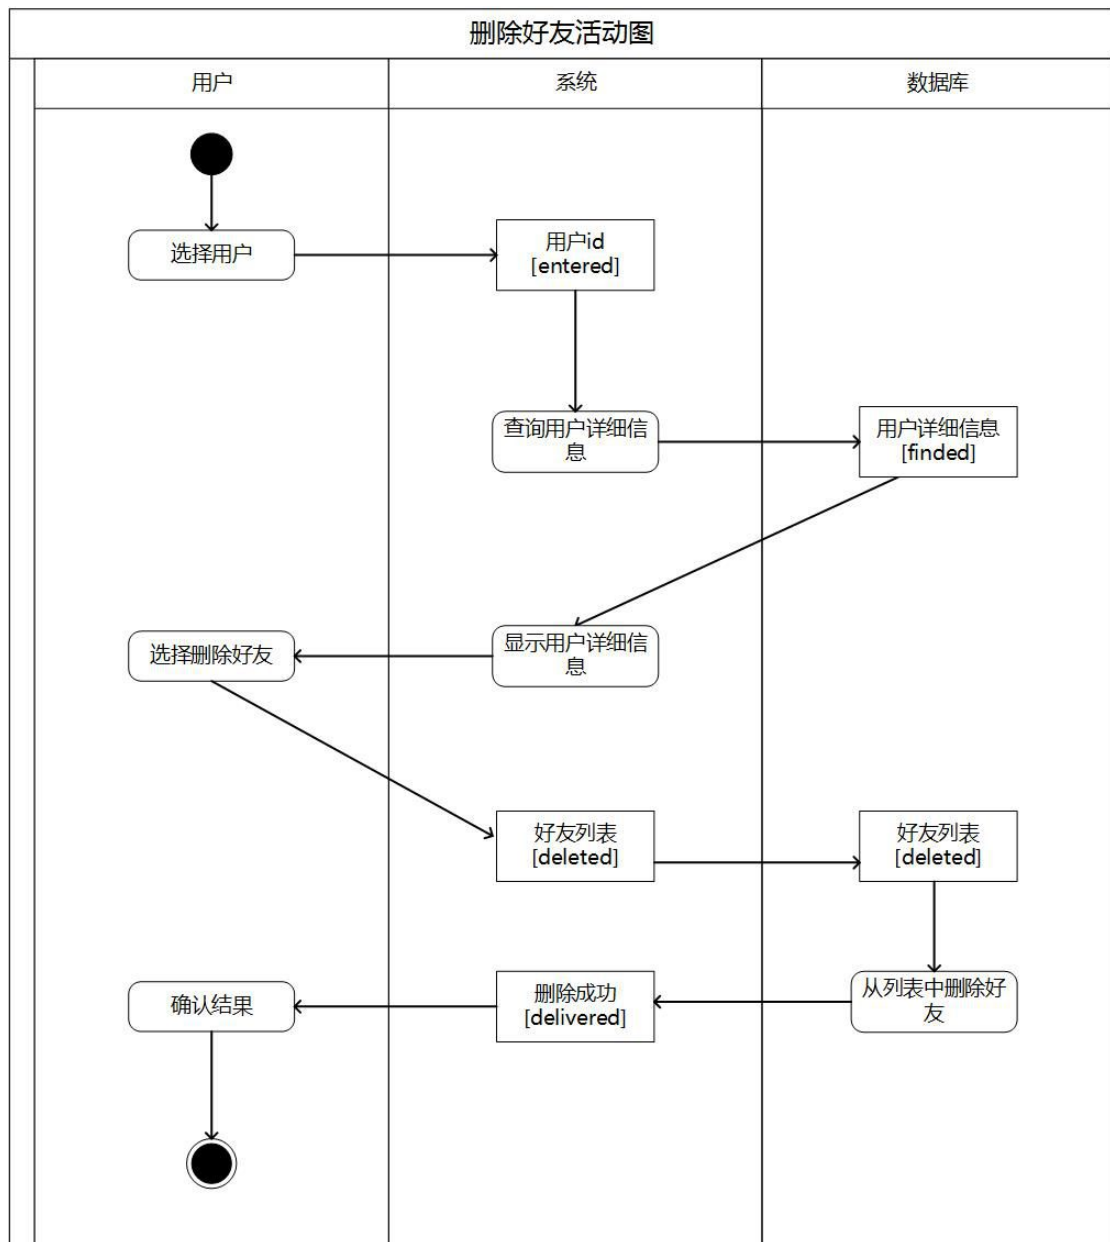 删除好友活动图
用户
系统
数据库
选择用户
用户id
[entered]
查询用户详细信
息
用户详细信息
[finded]
选择删除好友
显示用户详细信
息
好友列表
[deleted]
好友列表
[deleted]
确认结果
删除成功
[delivered]
从列表中删除好
友